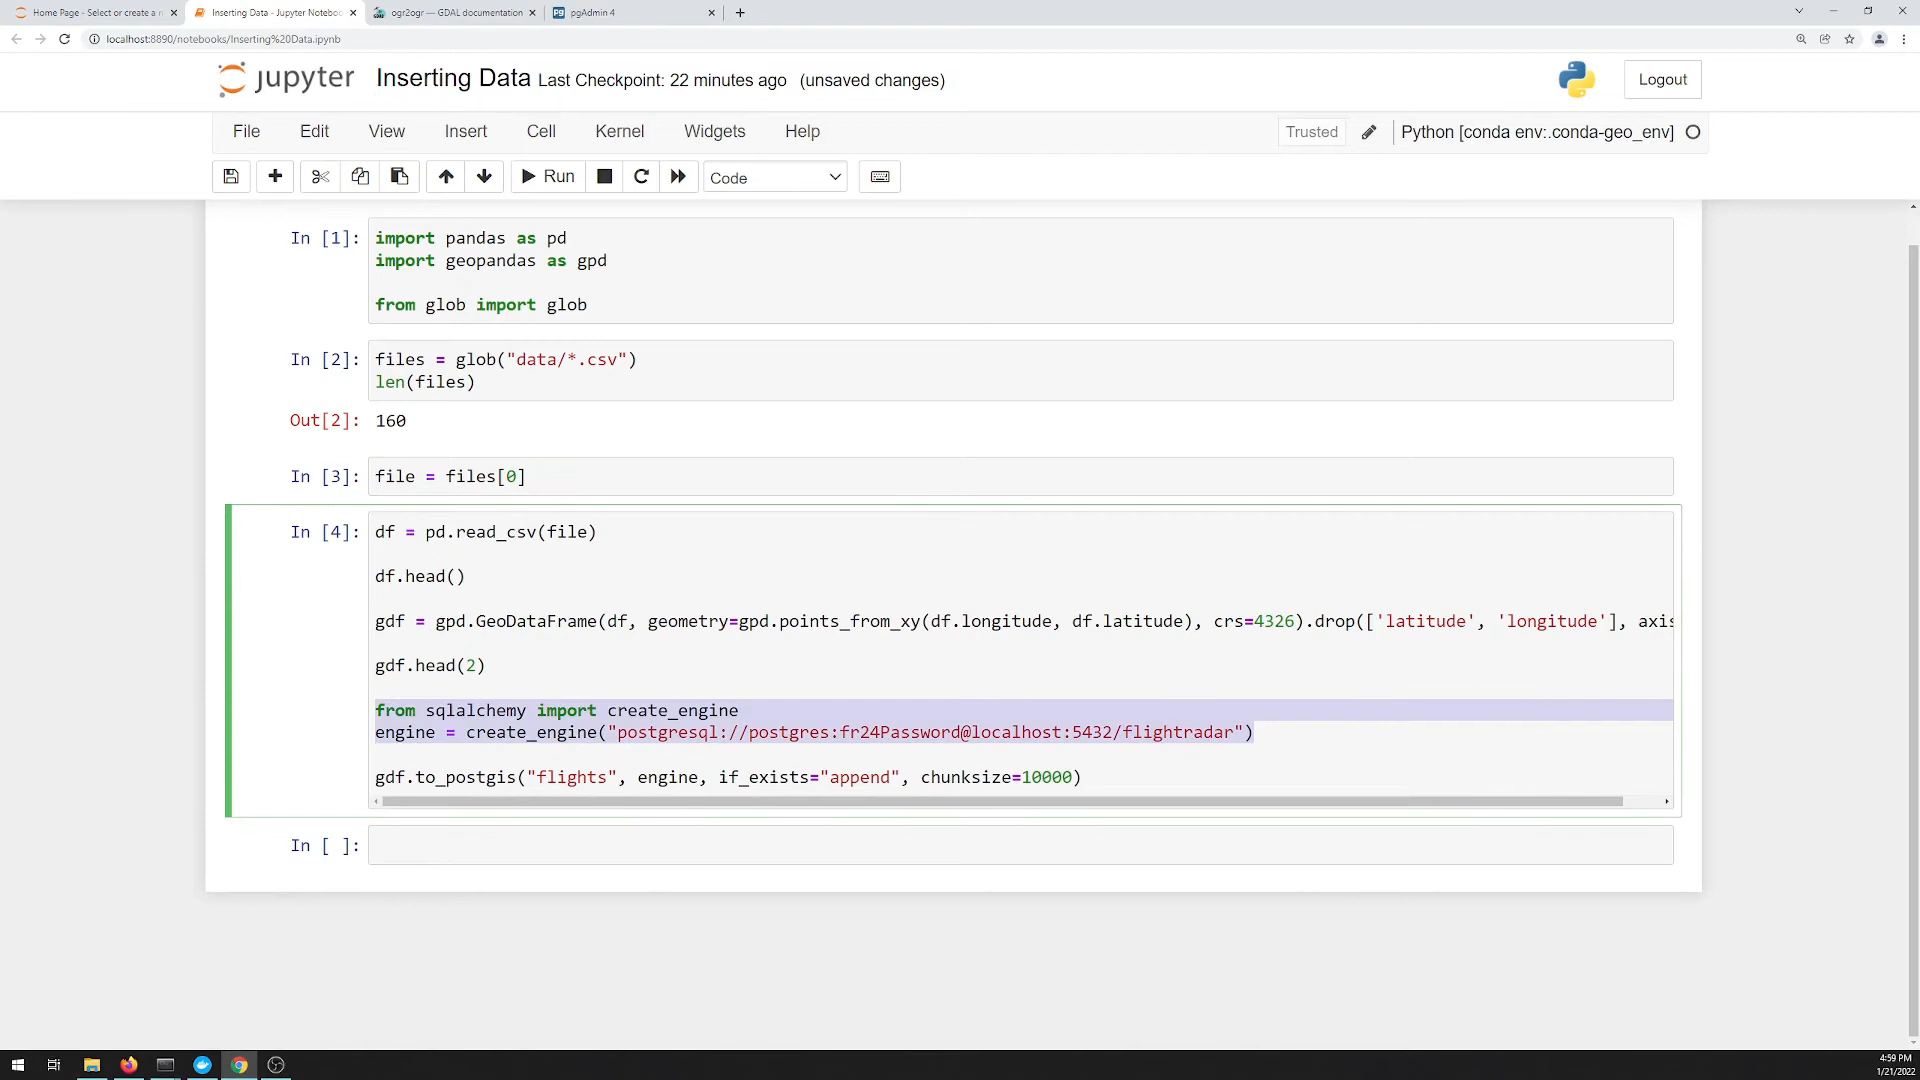 Home Page - Select or create a n
Inserting Data - Jupyter Noteboo
ogr2ogr — GDAL documentation
pgAdmin 4
localhost:8890/notebooks/Inserting%20Data.ipynb
jupyter Inserting Data Last Checkpoint: 22 minutes ago (unsaved changes)
Logout
File Edit View Insert Cell Kernel Widgets Help
Trusted
Python [conda env:.conda-geo_env]
Run
Code
In [1]: import pandas as pd
import geopandas as gpd
from glob import glob
In [2]: files = glob("data/*.csv")
len(files)
Out[2]: 160
In [3]: file = files[0]
In [4]: df = pd.read_csv(file)
df.head()
gdf = gpd.GeoDataFrame(df, geometry=gpd.points_from_xy(df.longitude, df.latitude), crs=4326).drop(['latitude', 'longitude'], axis
gdf.head(2)
from sqlalchemy import create_engine
engine = create_engine("postgresql://postgres:fr24Password@localhost:5432/flightradar")
gdf.to_postgis("flights", engine, if_exists="append", chunksize=10000)
In [ ]:
4:59 PM
1/21/2022